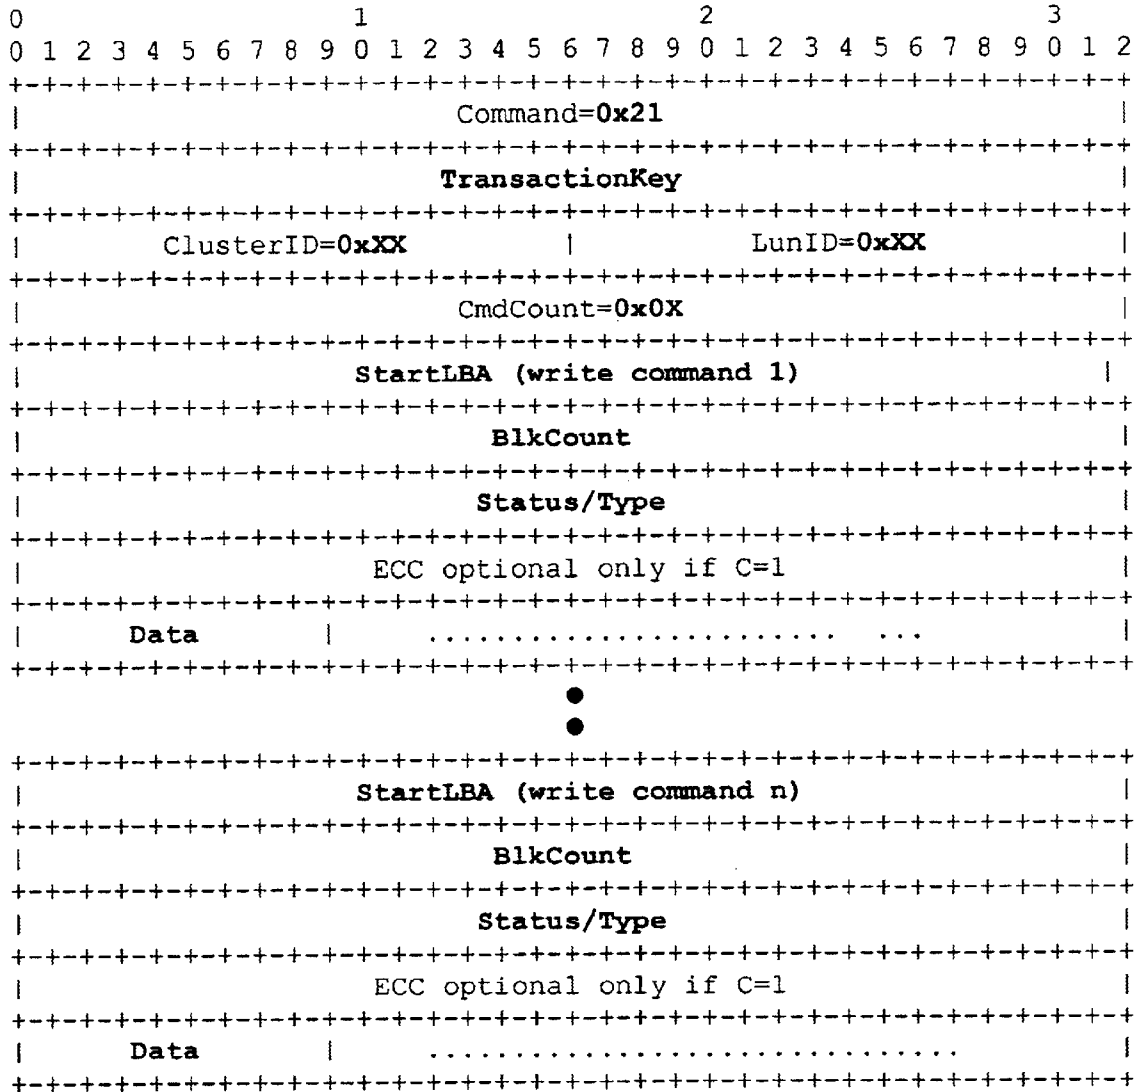 0                   1                   2                   3
0 1 2 3 4 5 6 7 8 9 0 1 2 3 4 5 6 7 8 9 0 1 2 3 4 5 6 7 8 9 0 1 2
+-+-+-+-+-+-+-+-+-+-+-+-+-+-+-+-+-+-+-+-+-+-+-+-+-+-+-+-+-+-+-+-+
| Command=0x21 |
+-+-+-+-+-+-+-+-+-+-+-+-+-+-+-+-+-+-+-+-+-+-+-+-+-+-+-+-+-+-+-+-+
| TransactionKey |
+-+-+-+-+-+-+-+-+-+-+-+-+-+-+-+-+-+-+-+-+-+-+-+-+-+-+-+-+-+-+-+-+
| ClusterID=0xXX | LunID=0xXX |
+-+-+-+-+-+-+-+-+-+-+-+-+-+-+-+-+-+-+-+-+-+-+-+-+-+-+-+-+-+-+-+-+
| CmdCount=0x0X |
+-+-+-+-+-+-+-+-+-+-+-+-+-+-+-+-+-+-+-+-+-+-+-+-+-+-+-+-+-+-+-+-+
| StartLBA (write command 1) |
+-+-+-+-+-+-+-+-+-+-+-+-+-+-+-+-+-+-+-+-+-+-+-+-+-+-+-+-+-+-+-+-+
| BlkCount |
+-+-+-+-+-+-+-+-+-+-+-+-+-+-+-+-+-+-+-+-+-+-+-+-+-+-+-+-+-+-+-+-+
| Status/Type |
+-+-+-+-+-+-+-+-+-+-+-+-+-+-+-+-+-+-+-+-+-+-+-+-+-+-+-+-+-+-+-+-+
| ECC optional only if C=1 |
+-+-+-+-+-+-+-+-+-+-+-+-+-+-+-+-+-+-+-+-+-+-+-+-+-+-+-+-+-+-+-+-+
| Data | ........................ ... |
+-+-+-+-+-+-+-+-+-+-+-+-+-+-+-+-+-+-+-+-+-+-+-+-+-+-+-+-+-+-+-+-+
●
●
+-+-+-+-+-+-+-+-+-+-+-+-+-+-+-+-+-+-+-+-+-+-+-+-+-+-+-+-+-+-+-+-+
| StartLBA (write command n) |
+-+-+-+-+-+-+-+-+-+-+-+-+-+-+-+-+-+-+-+-+-+-+-+-+-+-+-+-+-+-+-+-+
| BlkCount |
+-+-+-+-+-+-+-+-+-+-+-+-+-+-+-+-+-+-+-+-+-+-+-+-+-+-+-+-+-+-+-+-+
| Status/Type |
+-+-+-+-+-+-+-+-+-+-+-+-+-+-+-+-+-+-+-+-+-+-+-+-+-+-+-+-+-+-+-+-+
| ECC optional only if C=1 |
+-+-+-+-+-+-+-+-+-+-+-+-+-+-+-+-+-+-+-+-+-+-+-+-+-+-+-+-+-+-+-+-+
| Data | ............................... |
+-+-+-+-+-+-+-+-+-+-+-+-+-+-+-+-+-+-+-+-+-+-+-+-+-+-+-+-+-+-+-+-+